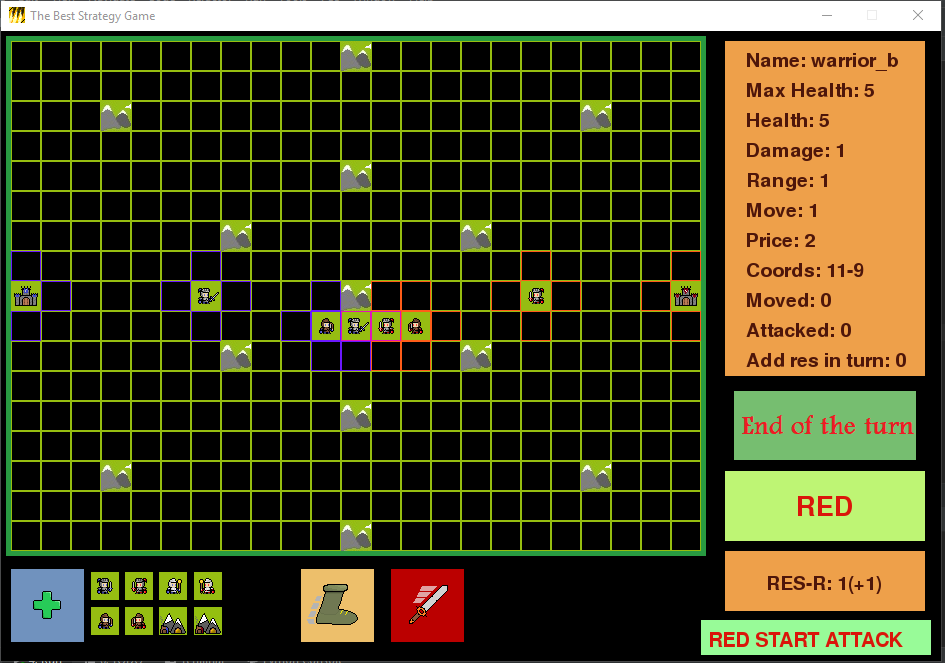 The Best Strategy Game
Name: warrior_b
Max Health: 5
Health: 5
Damage: 1
Range: 1
Move: 1
Price: 2
Coords: 11-9
Moved: 0
Attacked: 0
Add res in turn: 0
End of the turn
RED
RES-R: 1(+1)
RED START ATTACK